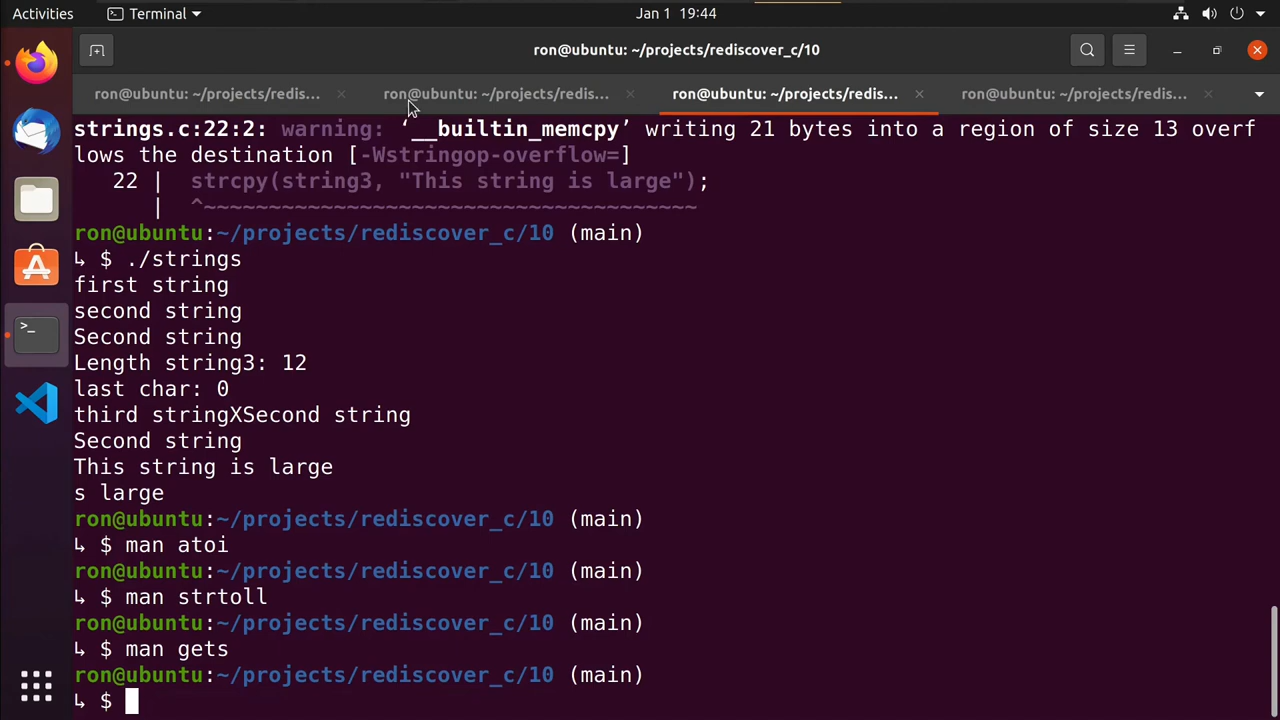 Activities Terminal Jan 1 19:44
ron@ubuntu: ~/projects/rediscover_c/10
ron@ubuntu: ~/projects/redis... × ron@ubuntu: ~/projects/redis... × ron@ubuntu: ~/projects/redis... × ron@ubuntu: ~/projects/redis... ×
strings.c:22:2: warning: ‘__builtin_memcpy’ writing 21 bytes into a region of size 13 overf
lows the destination [-Wstringop-overflow=]
22 | strcpy(string3, "This string is large");
| ^~~~~~~~~~~~~~~~~~~~~~~~~~~~~~~~~~~~~~~
ron@ubuntu:~/projects/rediscover_c/10 (main)
↳ $ ./strings
first string
second string
Second string
Length string3: 12
last char: 0
third stringXSecond string
Second string
This string is large
s large
ron@ubuntu:~/projects/rediscover_c/10 (main)
↳ $ man atoi
ron@ubuntu:~/projects/rediscover_c/10 (main)
↳ $ man strtoll
ron@ubuntu:~/projects/rediscover_c/10 (main)
↳ $ man gets
ron@ubuntu:~/projects/rediscover_c/10 (main)
↳ $